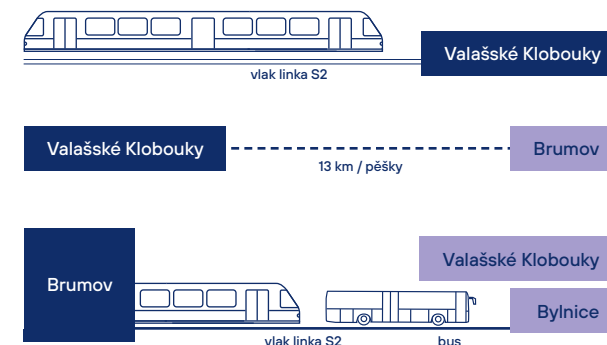 Valašské Klobouky
vlak linka S2
Valašské Klobouky
13 km / pěšky
Brumov
Brumov
Valašské Klobouky
Bylnice
vlak linka S2
bus